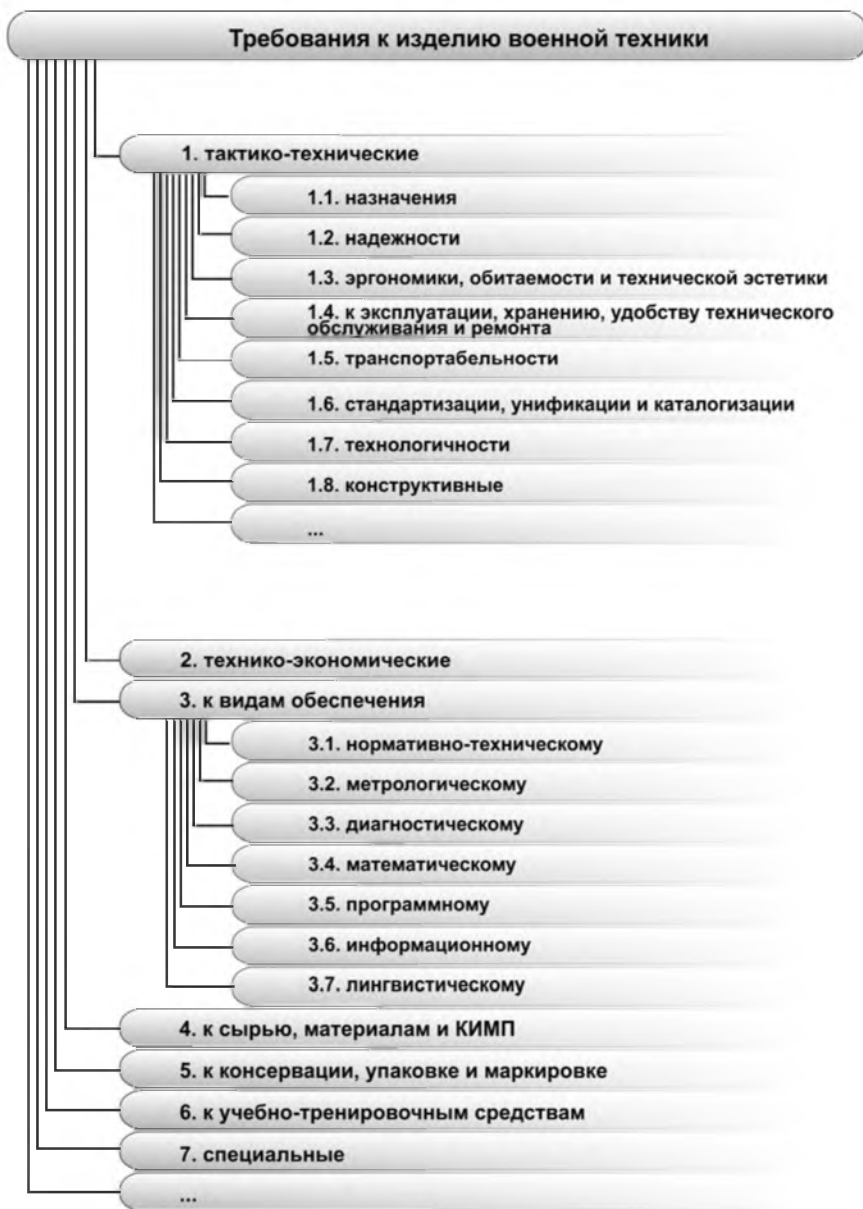 Требования к изделию военной техники
1. тактико-технические
1.1. назначения
1.2. надежности
1.3. эргономики, обитаемости и технической эстетики
1.4. к эксплуатации, хранению, удобству технического
обслуживания и ремонта
1.5. транспортабельности
1.6. стандартизации, унификации и каталогизации
1.7. технологичности
1.8. конструктивные
...
2. технико-экономические
3. к видам обеспечения
3.1. нормативно-техническому
3.2. метрологическому
3.3. диагностическому
3.4. математическому
3.5. программному
3.6. информационному
3.7. лингвистическому
4. к сырью, материалам и КИМП
5. к консервации, упаковке и маркировке
6. к учебно-тренировочным средствам
7. специальные
...